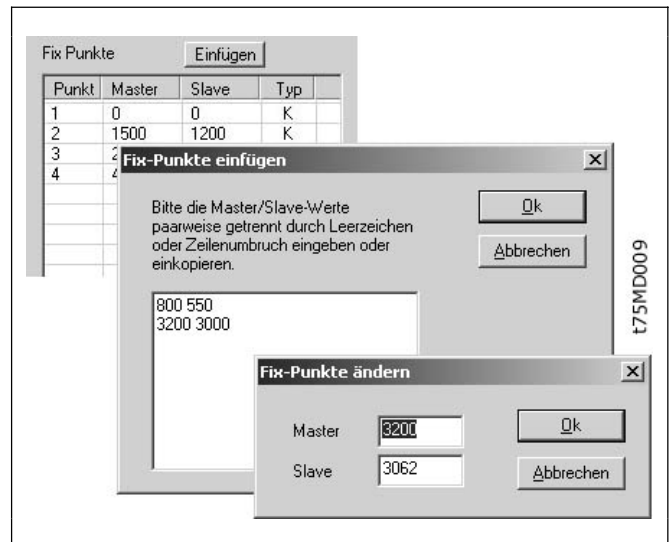 Fix Punkte Einfügen
Punkt Master Slave Typ
1 0 0 K
2 1500 1200 K
3 2
4 4
Fix-Punkte einfügen
Bitte die Master/Slave-Werte
paarweise getrennt durch Leerzeichen
oder Zeilenumbruch eingeben oder
einkopieren.
Ok
Abbrechen
800 550
3200 3000
Fix-Punkte ändern
Master 3200
Slave 3062
Ok
Abbrechen
t75MD009